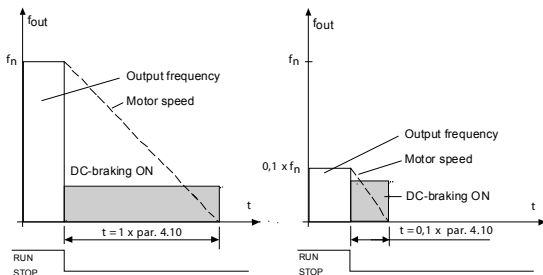 fout
fn
Output frequency
Motor speed
DC-braking ON
t
t = 1 x par. 4.10
RUN
STOP
fout
fn
Output frequency
Motor speed
0,1 x fn
DC-braking ON
t
t = 0,1 x par. 4.10
RUN
STOP